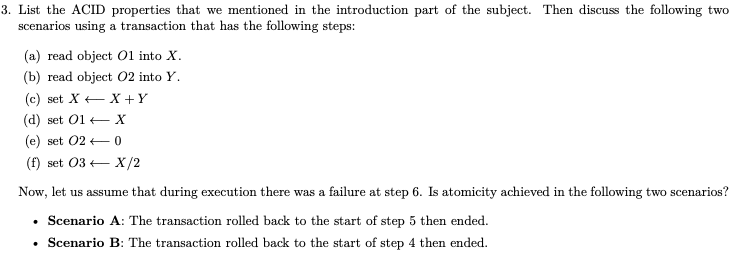 3. List the ACID properties that we mentioned in the introduction part of the subject. Then discuss the following two
scenarios using a transaction that has the following steps:
(a) read object O1 into X.
(b) read object O2 into Y.
(c) set X ⟵ X + Y
(d) set O1 ⟵ X
(e) set O2 ⟵ 0
(f) set O3 ⟵ X/2
Now, let us assume that during execution there was a failure at step 6. Is atomicity achieved in the following two scenarios?
• Scenario A: The transaction rolled back to the start of step 5 then ended.
• Scenario B: The transaction rolled back to the start of step 4 then ended.